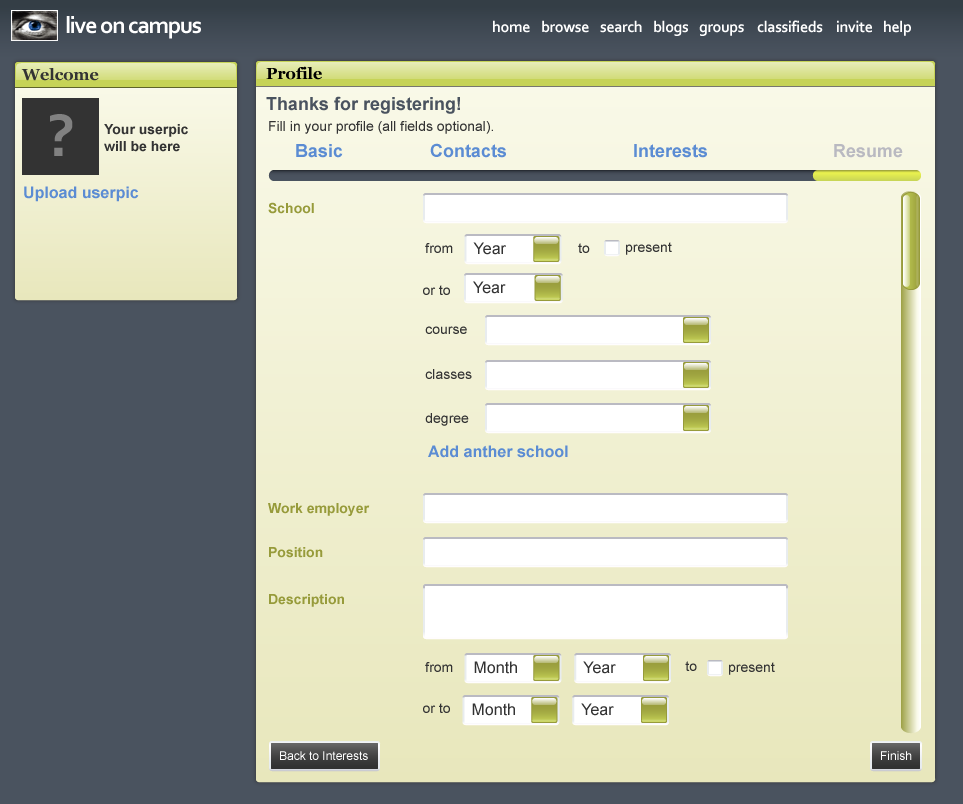 live on campus
home browse search blogs groups classifieds invite help
Welcome
?
Your userpic
will be here
Upload userpic
Profile
Thanks for registering!
Fill in your profile (all fields optional).
Basic Contacts Interests Resume
School
from Year to present
or to Year
course
classes
degree
Add anther school
Work employer
Position
Description
from Month Year to present
or to Month Year
Back to Interests Finish